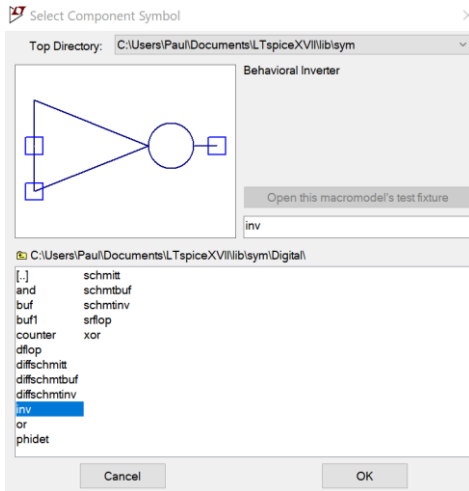 Select Component Symbol
Top Directory: C:\Users\Paul\Documents\LTspiceXVII\lib\sym
Behavioral Inverter
Open this macromodel's test fixture
inv
C:\Users\Paul\Documents\LTspiceXVII\lib\sym\Digital\
[..] schmitt
and schmtbuf
buf schmtinv
buf1 srflop
counter xor
dflop
diffschmitt
diffschmtbuf
diffschmtinv
inv
or
phidet
Cancel OK